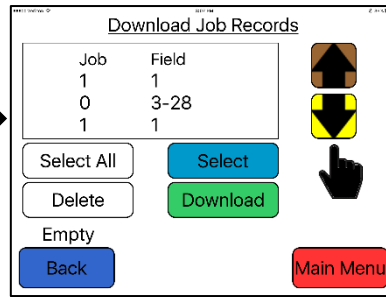 Download Job Records
Job Field
1 1
0 3-28
1 1
Select All Select
Delete Download
Empty
Back Main Menu